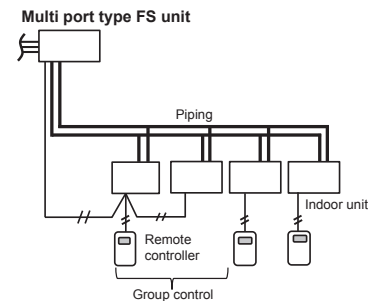 Multi port type FS unit
Piping
Indoor unit
Remote
controller
Group control